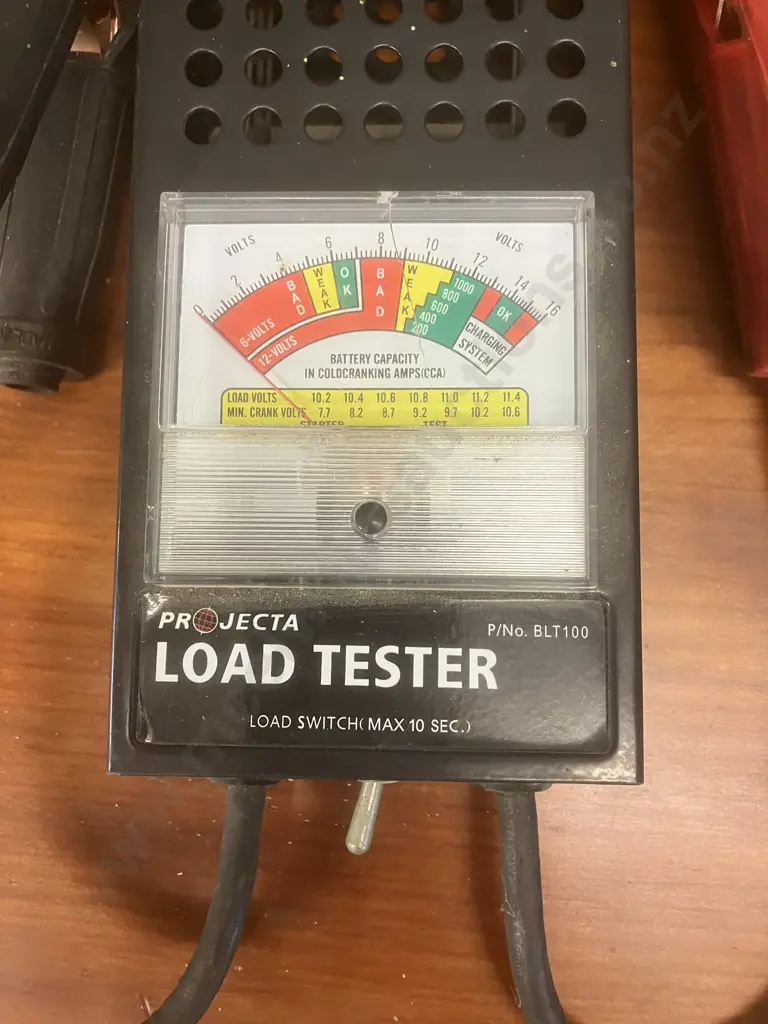 VOLTS VOLTS
0 2 4 6 8 10 12 14 16
BAD WEAK OK BAD WEAK 1000 OK
800
600
400
200
6-VOLTS
12-VOLTS
CHARGING
SYSTEM
BATTERY CAPACITY
IN COLDCRANKING AMPS(CCA)
LOAD VOLTS 10.2 10.4 10.6 10.8 11.0 11.2 11.4
MIN. CRANK VOLTS 7.7 8.2 8.7 9.2 9.7 10.2 10.6
STARTER TEST
PROJECTA
P/No. BLT100
LOAD TESTER
LOAD SWITCH(MAX 10 SEC.)